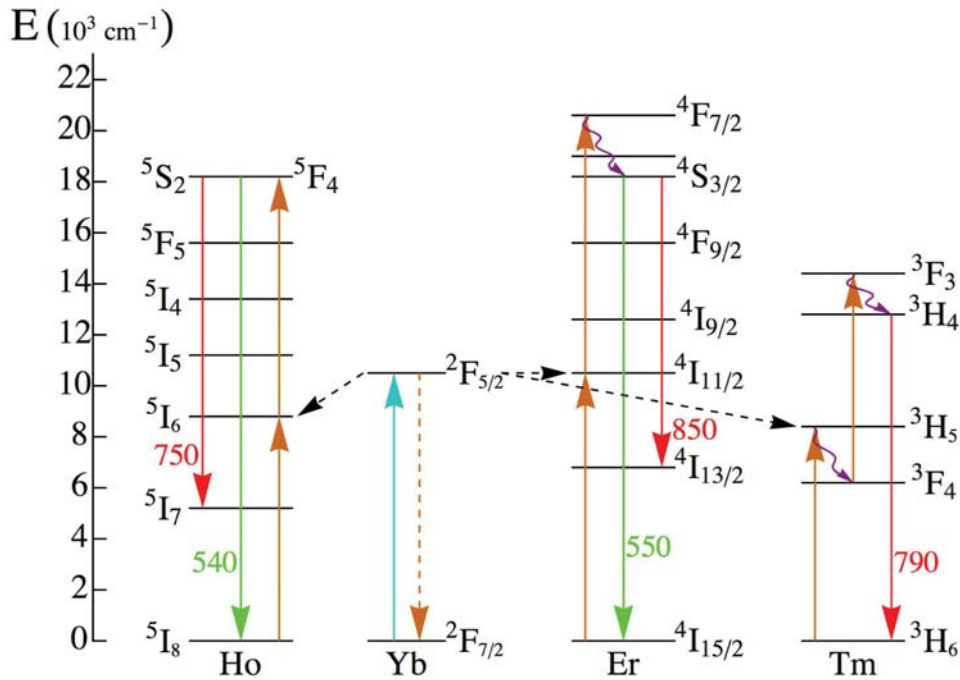 E (10³ cm⁻¹)
22
20
18
16
14
12
10
8
6
4
2
0
⁵S₂
⁵F₄
⁵F₅
⁵I₄
⁵I₅
⁵I₆
750
⁵I₇
540
⁵I₈
Ho
²F₅/₂
²F₇/₂
Yb
⁴F₇/₂
⁴S₃/₂
⁴F₉/₂
⁴I₉/₂
⁴I₁₁/₂
850
⁴I₁₃/₂
550
⁴I₁₅/₂
Er
³F₃
³H₄
³H₅
³F₄
790
³H₆
Tm